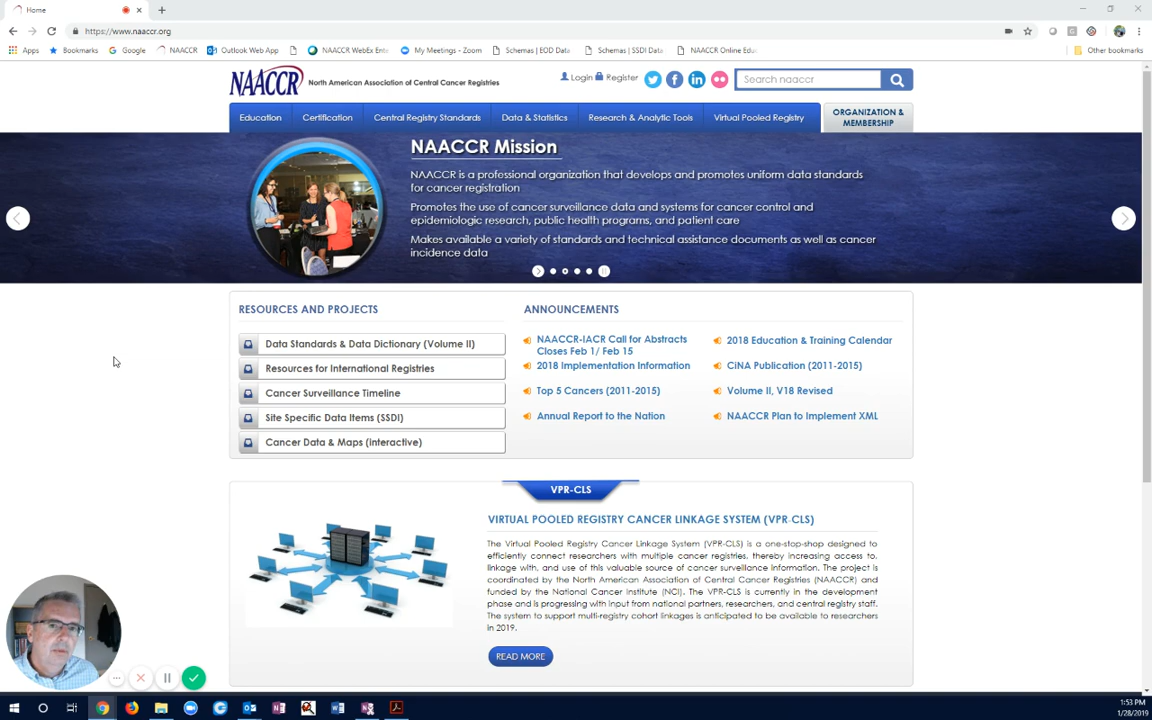 Home
https://www.naaccr.org
Apps
Bookmarks
Google
NAACCR
Outlook Web App
NAACCR WebEx Ente
My Meetings - Zoom
Schemas [EOD Data
Schemas [SSDI Data
NAACCR Online Educ
Other bookmarks
NAACCR
North American Association of Central Cancer Registries
Login
Register
Search naaccr
Education
Certification
Central Registry Standards
Data & Statistics
Research & Analytic Tools
Virtual Pooled Registry
ORGANIZATION &
MEMBERSHIP
NAACCR Mission
NAACCR is a professional organization that develops and promotes uniform data standards
for cancer registration
Promotes the use of cancer surveillance data and systems for cancer control and
epidemiologic research, public health programs, and patient care
Makes available a variety of standards and technical assistance documents as well as cancer
incidence data
RESOURCES AND PROJECTS
Data Standards & Data Dictionary (Volume II)
Resources for International Registries
Cancer Surveillance Timeline
Site Specific Data Items (SSDI)
Cancer Data & Maps (interactive)
ANNOUNCEMENTS
NAACCR-IACR Call for Abstracts
Closes Feb 1/ Feb 15
2018 Implementation Information
Top 5 Cancers (2011-2015)
Annual Report to the Nation
2018 Education & Training Calendar
CiNA Publication (2011-2015)
Volume II, V18 Revised
NAACCR Plan to Implement XML
VPR-CLS
VIRTUAL POOLED REGISTRY CANCER LINKAGE SYSTEM (VPR-CLS)
The Virtual Pooled Registry Cancer Linkage System (VPR-CLS) is a one-stop-shop designed to
efficiently connect researchers with multiple cancer registries, thereby increasing access to,
linkage with, and use of this valuable source of cancer surveillance information. The project is
coordinated by the North American Association of Central Cancer Registries (NAACCR) and
funded by the National Cancer Institute (NCI). The VPR-CLS is currently in the development
phase and is progressing with input from national partners, researchers, and central registry staff.
The system to support multi-registry cohort linkages is anticipated to be available to researchers
in 2019.
READ MORE
1:53 PM
1/28/2019